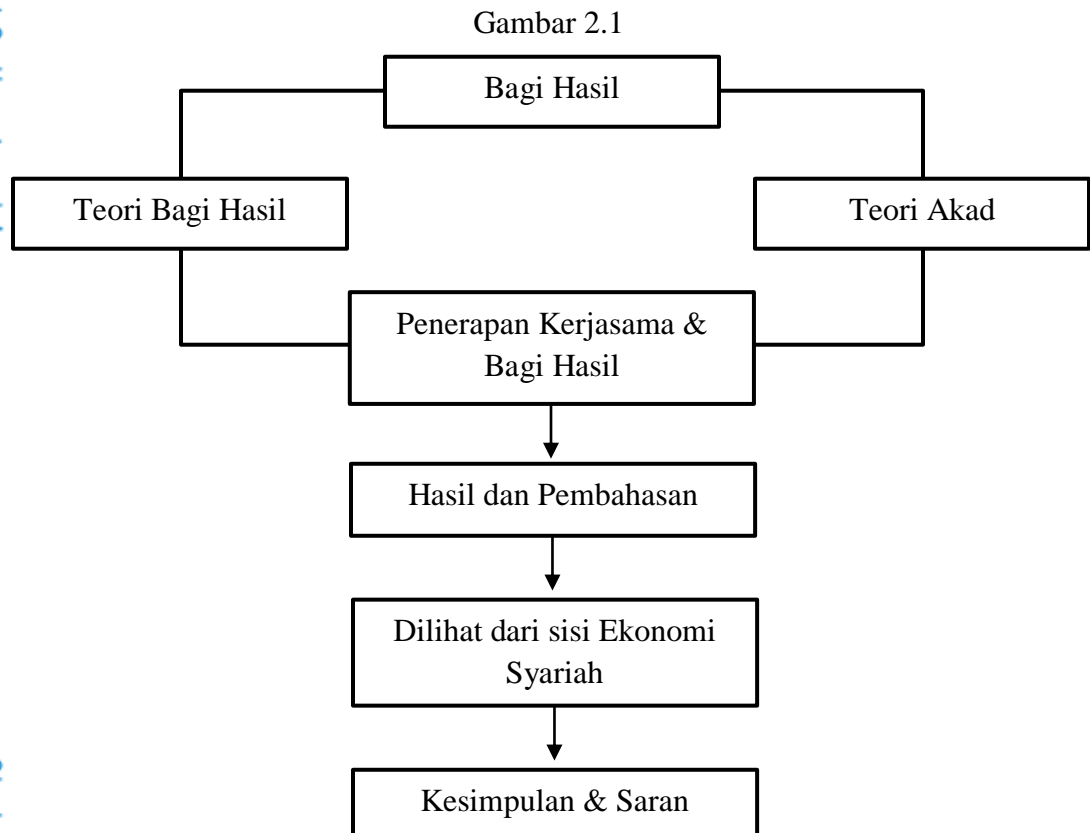 Gambar 2.1
Bagi Hasil
Teori Bagi Hasil
Teori Akad
Penerapan Kerjasama &
Bagi Hasil
Hasil dan Pembahasan
Dilihat dari sisi Ekonomi
Syariah
Kesimpulan & Saran